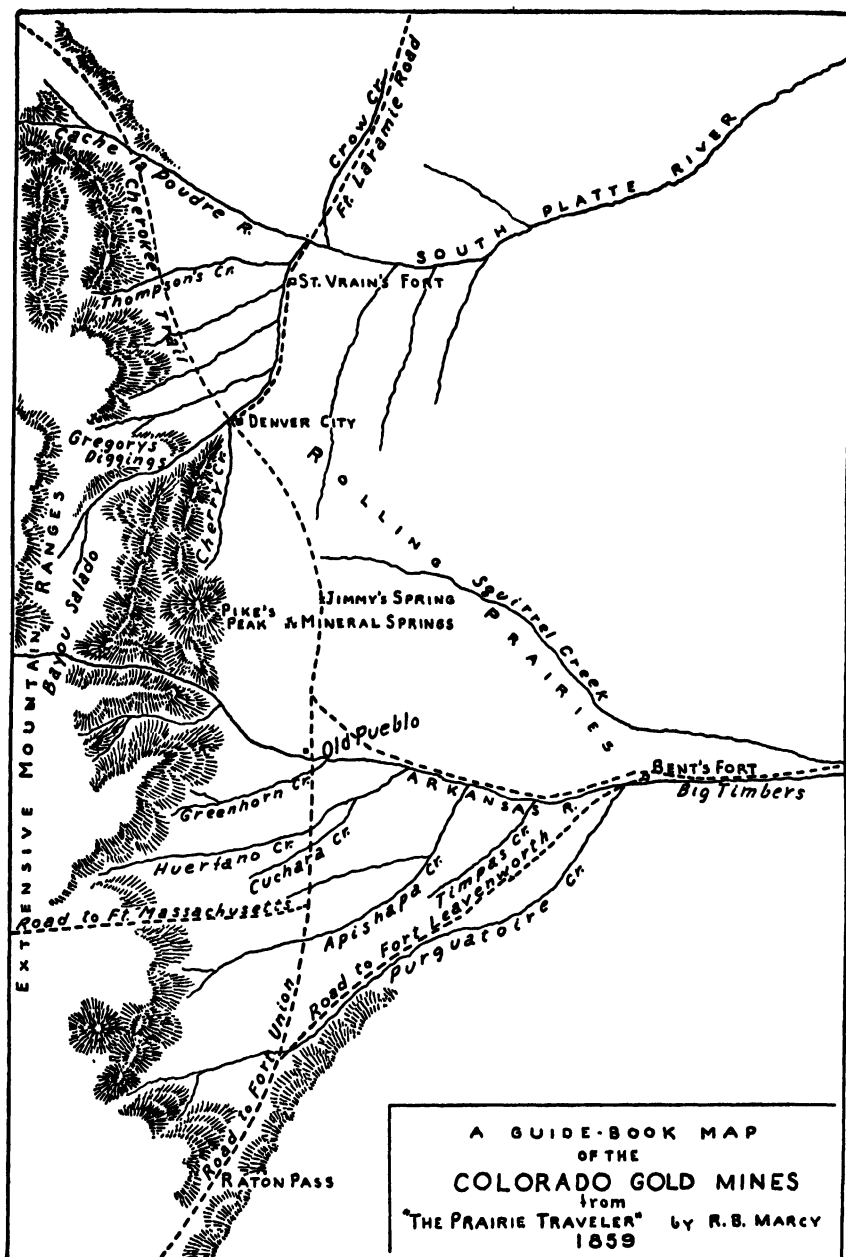 Crow Cr.
Ft. Laramie Road
Cache la Poudre R.
Cherokee Trail
SOUTH PLATTE RIVER
Thompson's Cr.
ST. VRAIN'S FORT
DENVER CITY
Gregorys
Diggings
Cherry Cr.
ROLLING PRAIRIES
Squirrel Creek
EXTENSIVE MOUNTAIN RANGES
Bayou Salado
PIKE'S
PEAK
JIMMY'S SPRING
MINERAL SPRINGS
Old Pueblo
ARKANSAS R.
BENT'S FORT
Big Timbers
Greenhorn Cr.
Huerfano Cr.
Cuchara Cr.
Timpas Cr.
Apishapa Cr.
Road to Ft. Massachusetts
Road to Fort Leavenworth
Purguatoire Cr.
Road to Fort Union
RATON PASS
A GUIDE-BOOK MAP
OF THE
COLORADO GOLD MINES
from
"THE PRAIRIE TRAVELER" by R.B. MARCY
1859